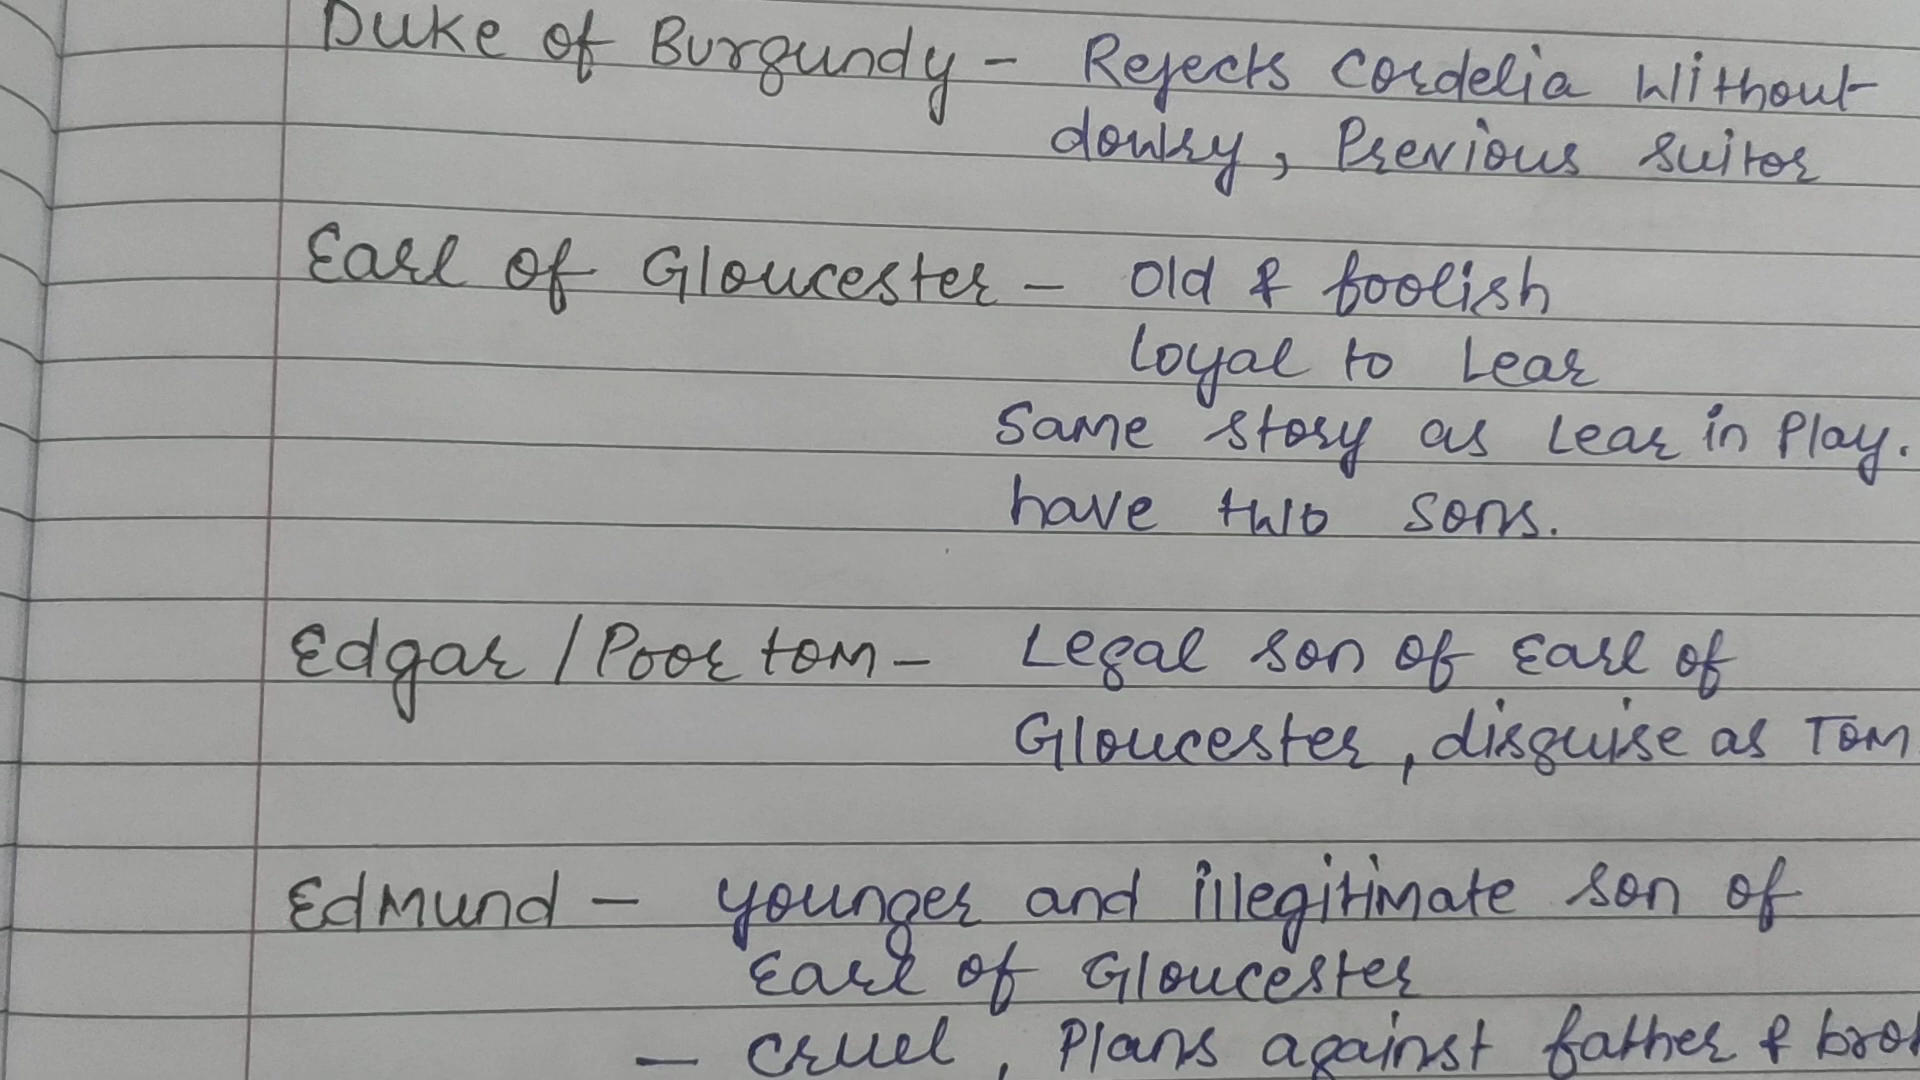 Duke of Burgundy - Rejects Cordelia without
dowry, Previous suitor
Earl of Gloucester - old & foolish
loyal to Lear
Same story as Lear in Play.
have two sons.
Edgar / Poor tom - Legal son of Earl of
Gloucester, disguise as Tom
Edmund - younger and illegitimate son of
Earl of Gloucester
- cruel, Plans against father &